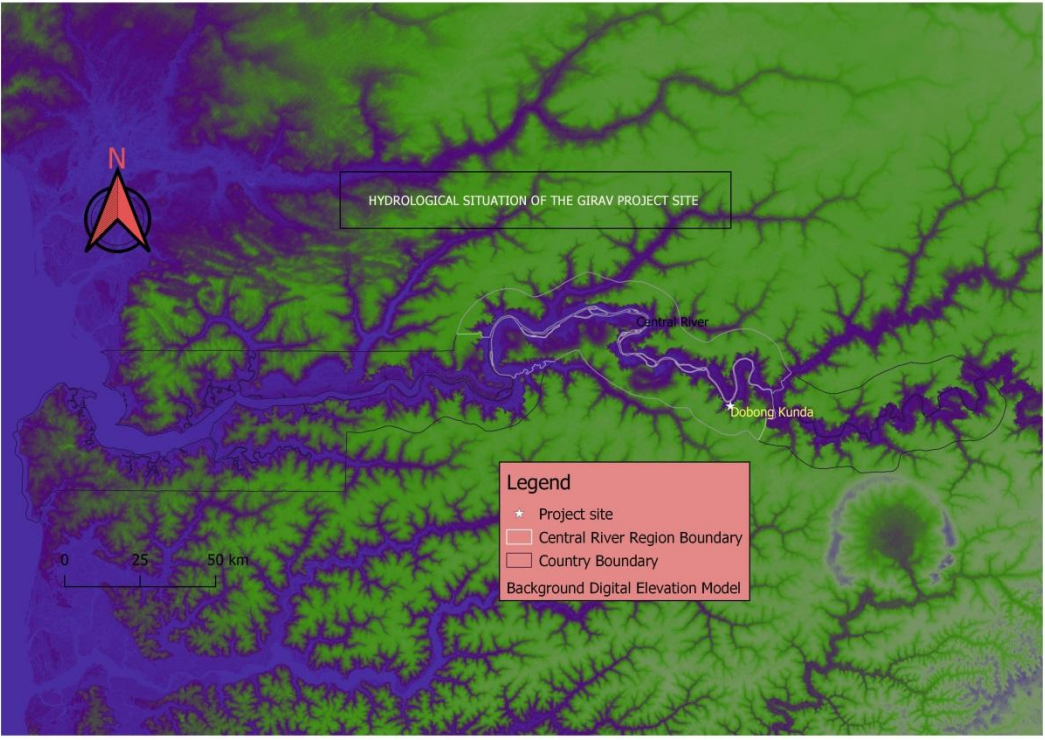 N
HYDROLOGICAL SITUATION OF THE GIRAV PROJECT SITE
Central River
Dobong Kunda
Legend
Project site
Central River Region Boundary
Country Boundary
Background Digital Elevation Model
0 25 50 km